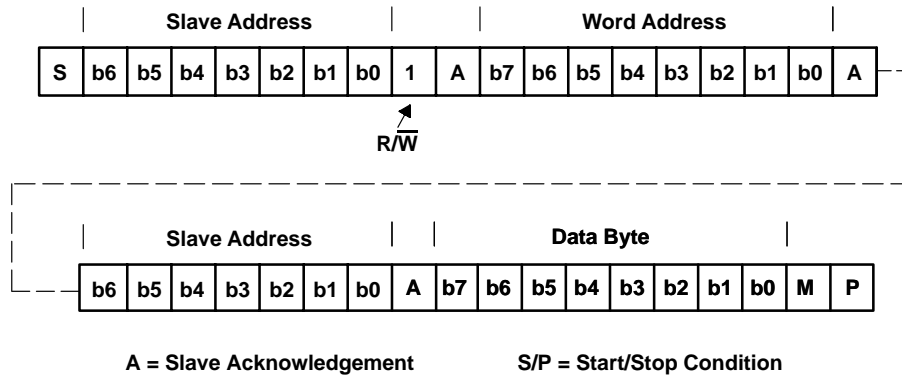 Slave Address Word Address
S b6 b5 b4 b3 b2 b1 b0 1 A b7 b6 b5 b4 b3 b2 b1 b0 A
R/W̅
Slave Address Data Byte
b6 b5 b4 b3 b2 b1 b0 A b7 b6 b5 b4 b3 b2 b1 b0 M P
A = Slave Acknowledgement S/P = Start/Stop Condition